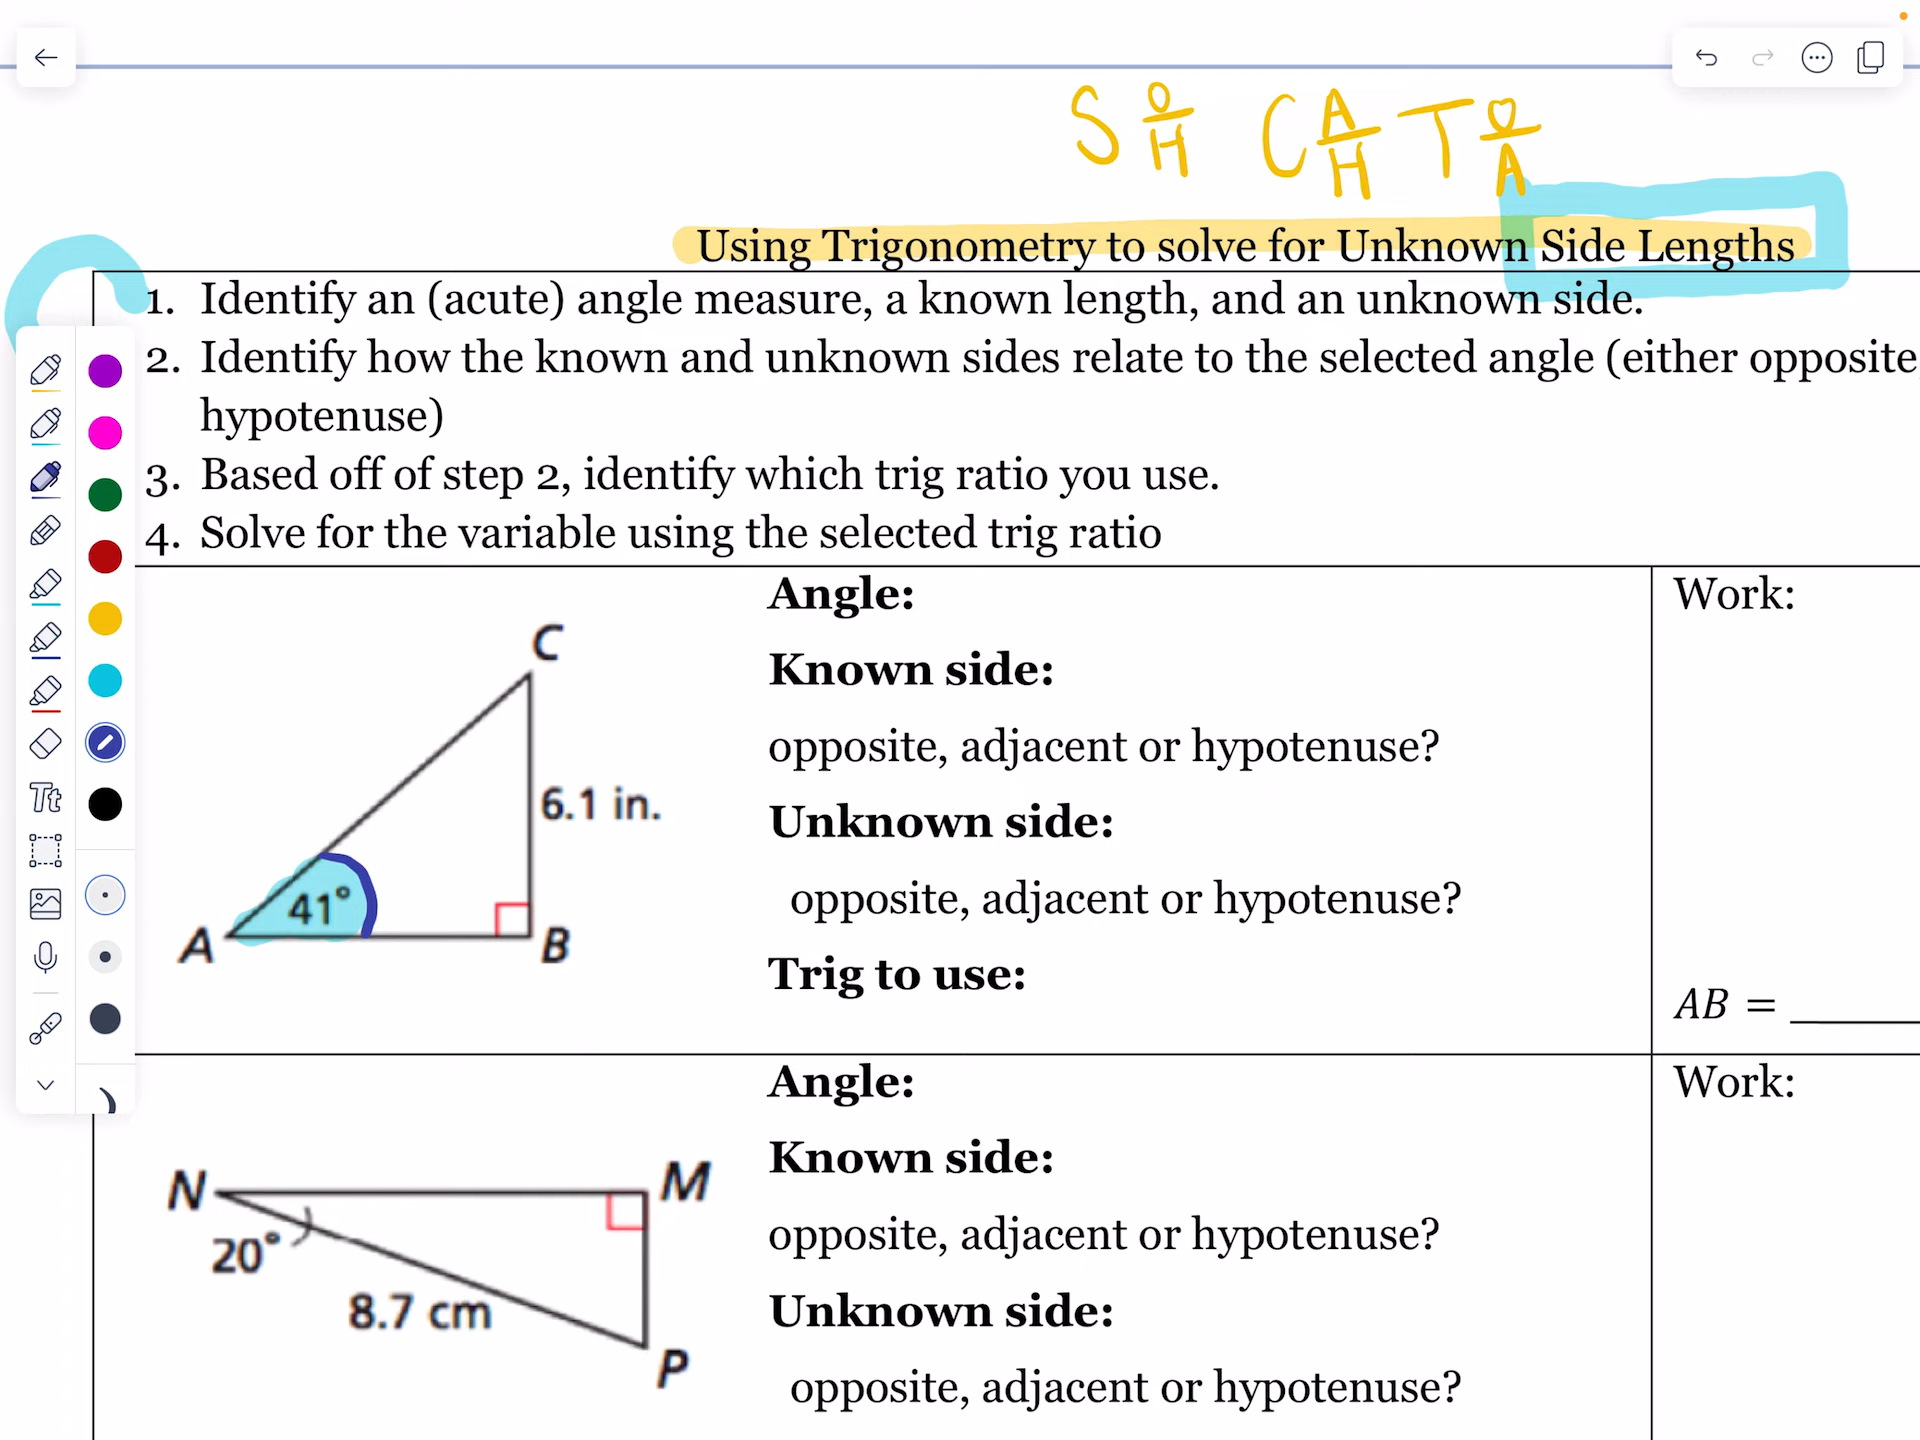 S O/H C A/H T O/A
Using Trigonometry to solve for Unknown Side Lengths
1. Identify an (acute) angle measure, a known length, and an unknown side.
2. Identify how the known and unknown sides relate to the selected angle (either opposite,
hypotenuse)
3. Based off of step 2, identify which trig ratio you use.
4. Solve for the variable using the selected trig ratio
Angle:
Known side:
opposite, adjacent or hypotenuse?
Unknown side:
opposite, adjacent or hypotenuse?
Trig to use:
Work:
AB = ______
C
6.1 in.
41°
A
B
Tt
Angle:
Known side:
opposite, adjacent or hypotenuse?
Unknown side:
opposite, adjacent or hypotenuse?
Work:
N
M
20°
8.7 cm
P